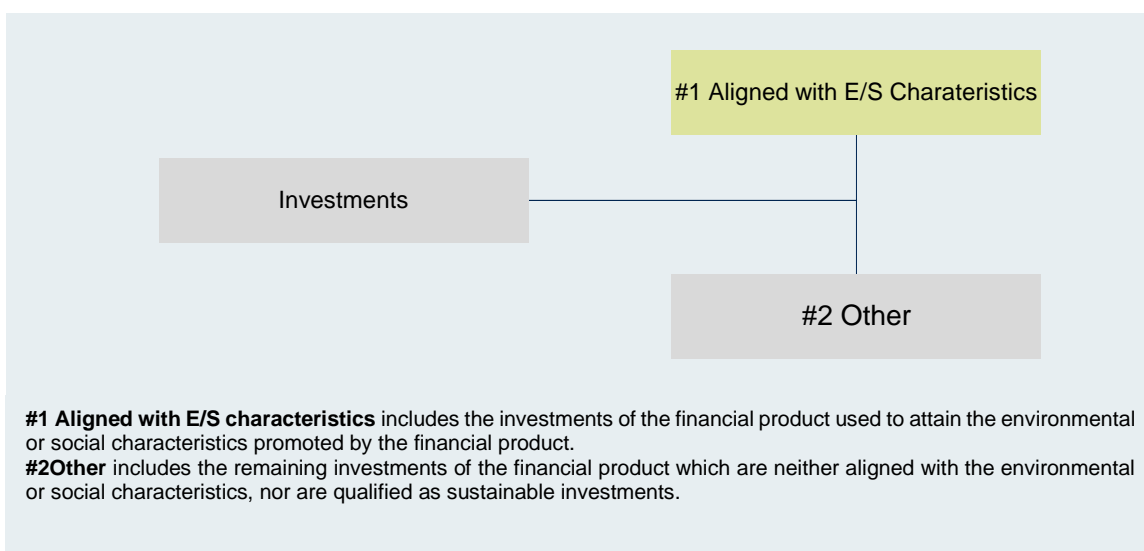 #1 Aligned with E/S Charateristics
Investments
#2 Other
#1 Aligned with E/S characteristics includes the investments of the financial product used to attain the environmental
or social characteristics promoted by the financial product.
#2Other includes the remaining investments of the financial product which are neither aligned with the environmental
or social characteristics, nor are qualified as sustainable investments.